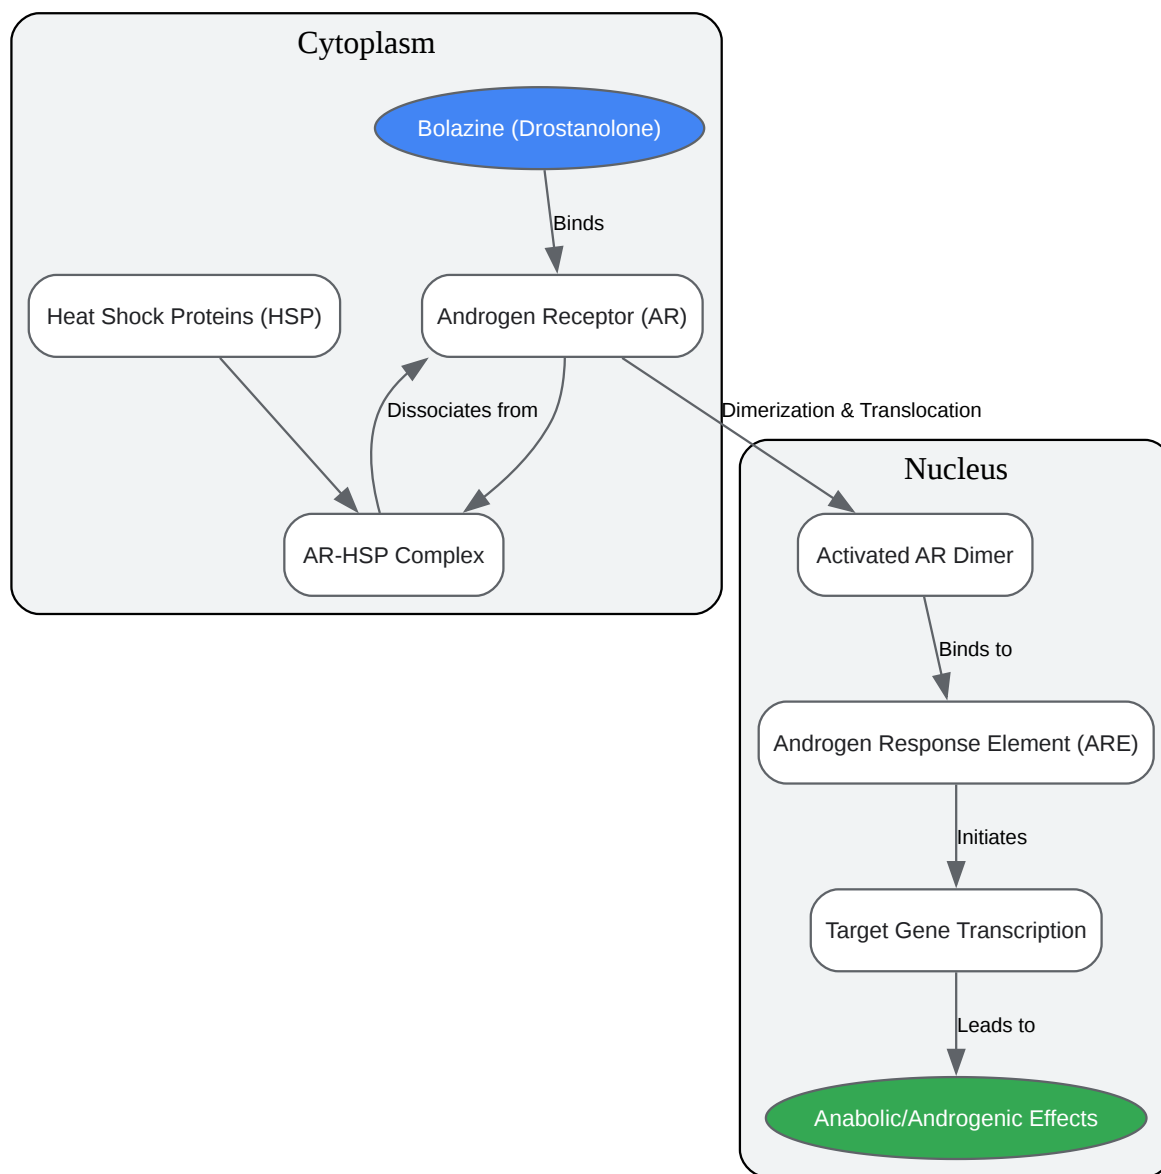 Cytoplasm
Bolazine (Drostanolone)
Binds
Heat Shock Proteins (HSP)
Androgen Receptor (AR)
Dissociates from
Dimerization & Translocation
AR-HSP Complex
Nucleus
Activated AR Dimer
Binds to
Androgen Response Element (ARE)
Initiates
Target Gene Transcription
Leads to
Anabolic/Androgenic Effects